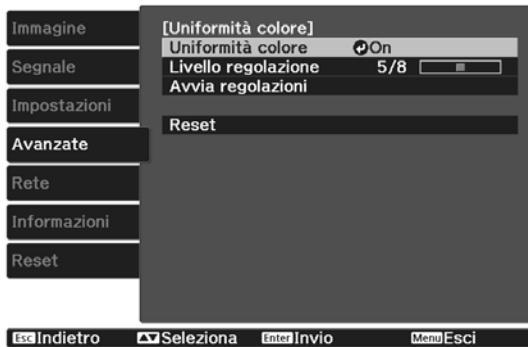 Immagine
Segnale
Impostazioni
Avanzate
Rete
Informazioni
Reset
[Uniformità colore]
Uniformità colore On
Livello regolazione 5/8
Avvia regolazioni
Reset
Esc Indietro Seleziona Enter Invio Menu Esci